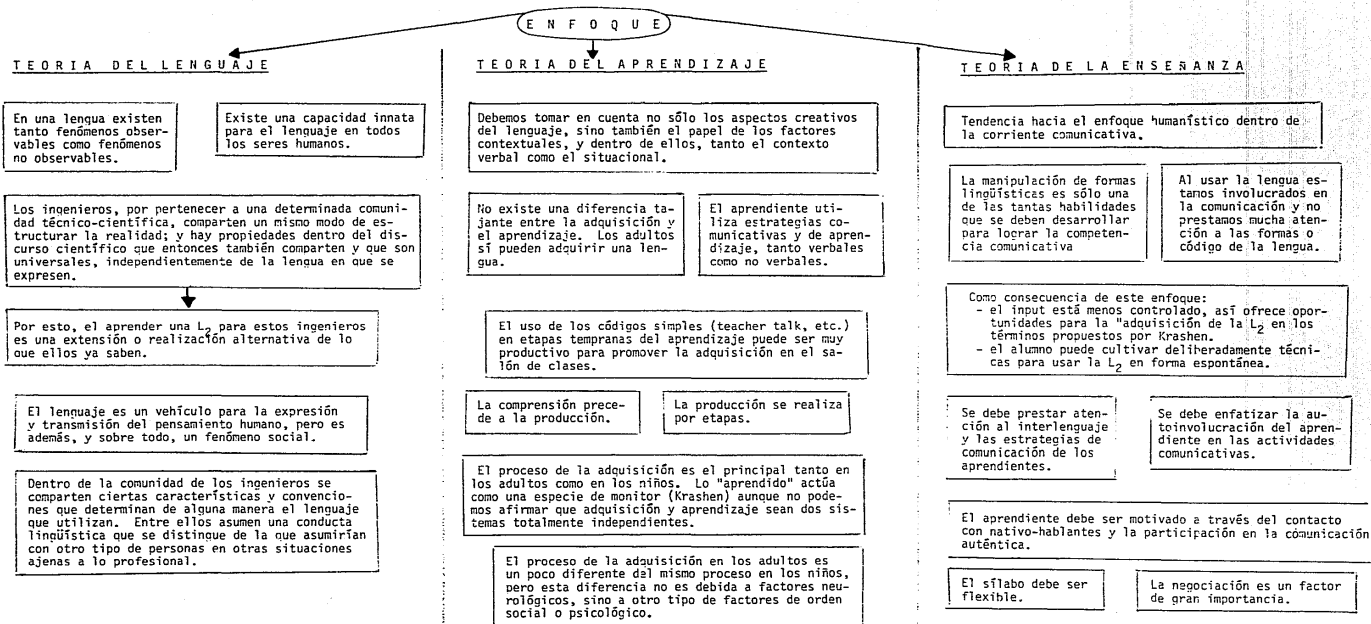 E N F O Q U E
T E O R I A D E L L E N G U A J E
En una lengua existen
tanto fenómenos obser-
vables como fenómenos
no observables.
Existe una capacidad innata
para el lenguaje en todos
los seres humanos.
Los ingenieros, por pertenecer a una determinada comuni-
dad técnico-científica, comparten un mismo modo de es-
tructurar la realidad; y hay propiedades dentro del dis-
curso científico que entonces también comparten y que son
universales, independientemente de la lengua en que se
expresen.
Por esto, el aprender una L2 para estos ingenieros
es una extensión o realización alternativa de lo
que ellos ya saben.
El lenguaje es un vehículo para la expresión
y transmisión del pensamiento humano, pero es
además, y sobre todo, un fenómeno social.
Dentro de la comunidad de los ingenieros se
comparten ciertas características y convencio-
nes que determinan de alguna manera el lenguaje
que utilizan. Entre ellos asumen una conducta
lingüística que se distingue de la que asumirían
con otro tipo de personas en otras situaciones
ajenas a lo profesional.
T E O R I A D E L A P R E N D I Z A J E
Debemos tomar en cuenta no sólo los aspectos creativos
del lenguaje, sino también el papel de los factores
contextuales, y dentro de ellos, tanto el contexto
verbal como el situacional.
No existe una diferencia ta-
jante entre la adquisición y
el aprendizaje. Los adultos
sí pueden adquirir una len-
gua.
El aprendiente uti-
liza estrategias co-
municativas y de apren-
dizaje, tanto verbales
como no verbales.
El uso de los códigos simples (teacher talk, etc.)
en etapas tempranas del aprendizaje puede ser muy
productivo para promover la adquisición en el sa-
lón de clases.
La comprensión prece-
de a la producción.
La producción se realiza
por etapas.
El proceso de la adquisición es el principal tanto en
los adultos como en los niños. Lo "aprendido" actúa
como una especie de monitor (Krashen) aunque no pode-
mos afirmar que adquisición y aprendizaje sean dos sis-
temas totalmente independientes.
El proceso de la adquisición en los adultos es
un poco diferente del mismo proceso en los niños,
pero esta diferencia no es debida a factores neu-
rológicos, sino a otro tipo de factores de orden
social o psicológico.
T E O R I A D E L A E N S E Ñ A N Z A
Tendencia hacia el enfoque humanístico dentro de
la corriente comunicativa.
La manipulación de formas
lingüísticas es sólo una
de las tantas habilidades
que se deben desarrollar
para lograr la competen-
cia comunicativa
Al usar la lengua es-
tamos involucrados en
la comunicación y no
prestamos mucha aten-
ción a las formas o
código de la lengua.
Como consecuencia de este enfoque:
- el input está menos controlado, así ofrece opor-
tunidades para la "adquisición de la L2 en los
términos propuestos por Krashen.
- el alumno puede cultivar deliberadamente técni-
cas para usar la L2 en forma espontánea.
Se debe prestar aten-
ción al interlenguaje
y las estrategias de
comunicación de los
aprendientes.
Se debe enfatizar la au-
toinvolucración del apren-
diente en las actividades
comunicativas.
El aprendiente debe ser motivado a través del contacto
con nativo-hablantes y la participación en la comunicación
auténtica.
El sílabo debe ser
flexible.
La negociación es un factor
de gran importancia.